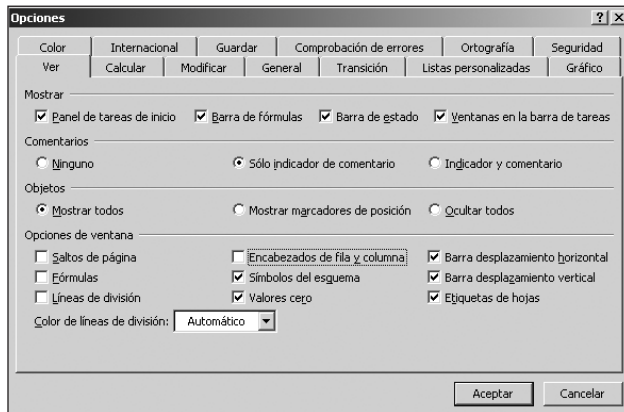 Opciones
Color Internacional Guardar Comprobación de errores Ortografía Seguridad
Ver Calcular Modificar General Transición Listas personalizadas Gráfico
Mostrar
Panel de tareas de inicio Barra de fórmulas Barra de estado Ventanas en la barra de tareas
Comentarios
Ninguno Sólo indicador de comentario Indicador y comentario
Objetos
Mostrar todos Mostrar marcadores de posición Ocultar todos
Opciones de ventana
Saltos de página Encabezados de fila y columna Barra desplazamiento horizontal
Fórmulas Símbolos del esquema Barra desplazamiento vertical
Líneas de división Valores cero Etiquetas de hojas
Color de líneas de división: Automático
Aceptar Cancelar